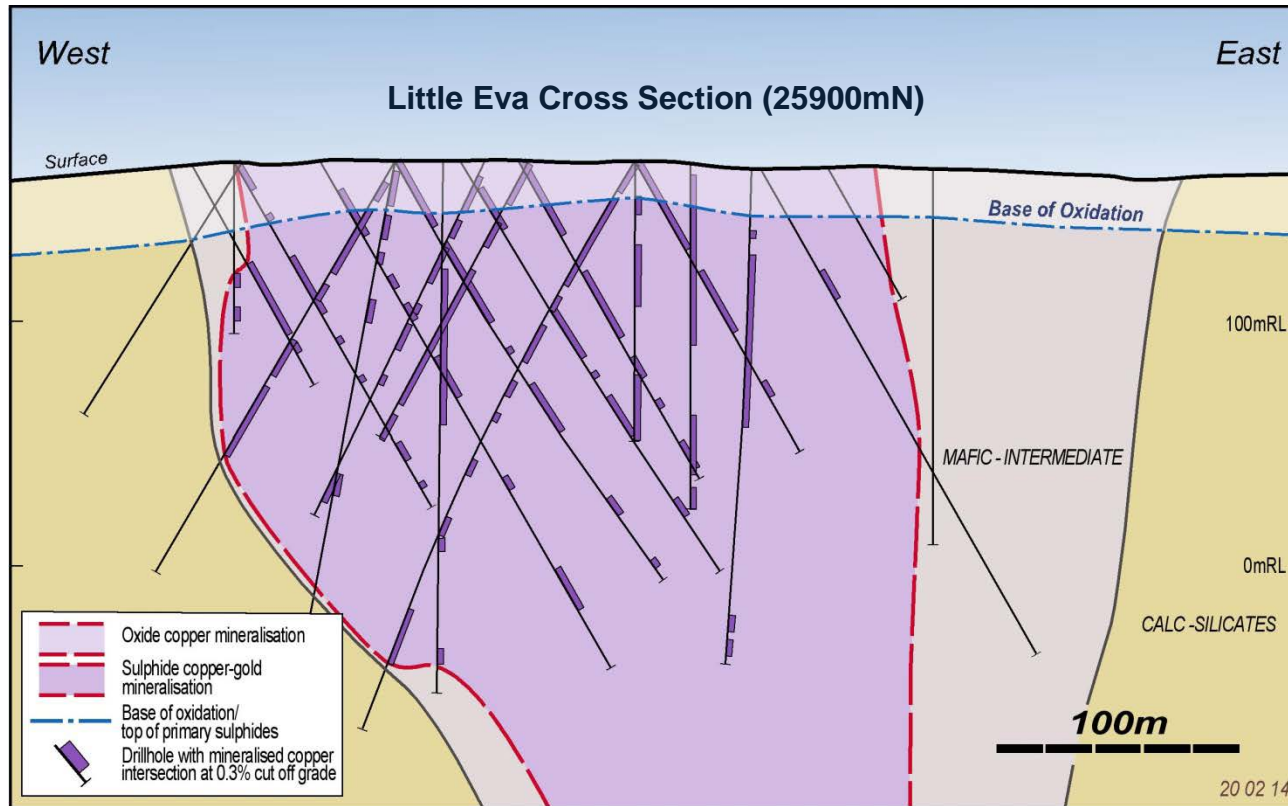 West
East
Little Eva Cross Section (25900mN)
Surface
Base of Oxidation
100mRL
MAFIC - INTERMEDIATE
0mRL
CALC -SILICATES
Oxide copper mineralisation
Sulphide copper-gold
mineralisation
Base of oxidation/
top of primary sulphides
Drillhole with mineralised copper
intersection at 0.3% cut off grade
100m
20 02 14